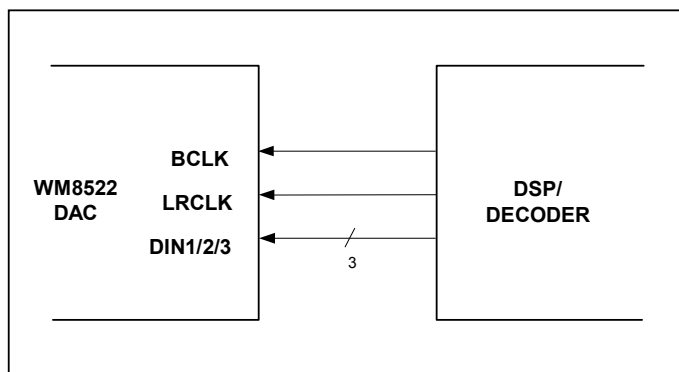 BCLK
WM8522
DAC
LRCLK
DIN1/2/3
3
DSP/
DECODER